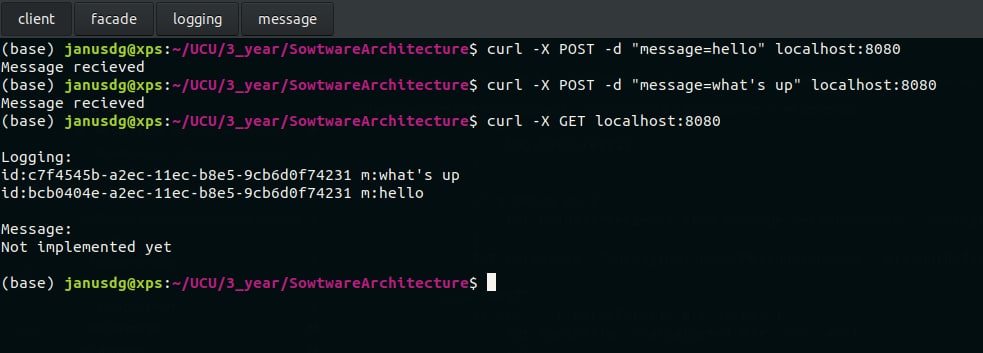 client facade logging message
(base) janusdg@xps:~/UCU/3_year/SowtwareArchitecture$ curl -X POST -d "message=hello" localhost:8080
Message recieved
(base) janusdg@xps:~/UCU/3_year/SowtwareArchitecture$ curl -X POST -d "message=what's up" localhost:8080
Message recieved
(base) janusdg@xps:~/UCU/3_year/SowtwareArchitecture$ curl -X GET localhost:8080
Logging:
id:c7f4545b-a2ec-11ec-b8e5-9cb6d0f74231 m:what's up
id:bcb0404e-a2ec-11ec-b8e5-9cb6d0f74231 m:hello
Message:
Not implemented yet
(base) janusdg@xps:~/UCU/3_year/SowtwareArchitecture$